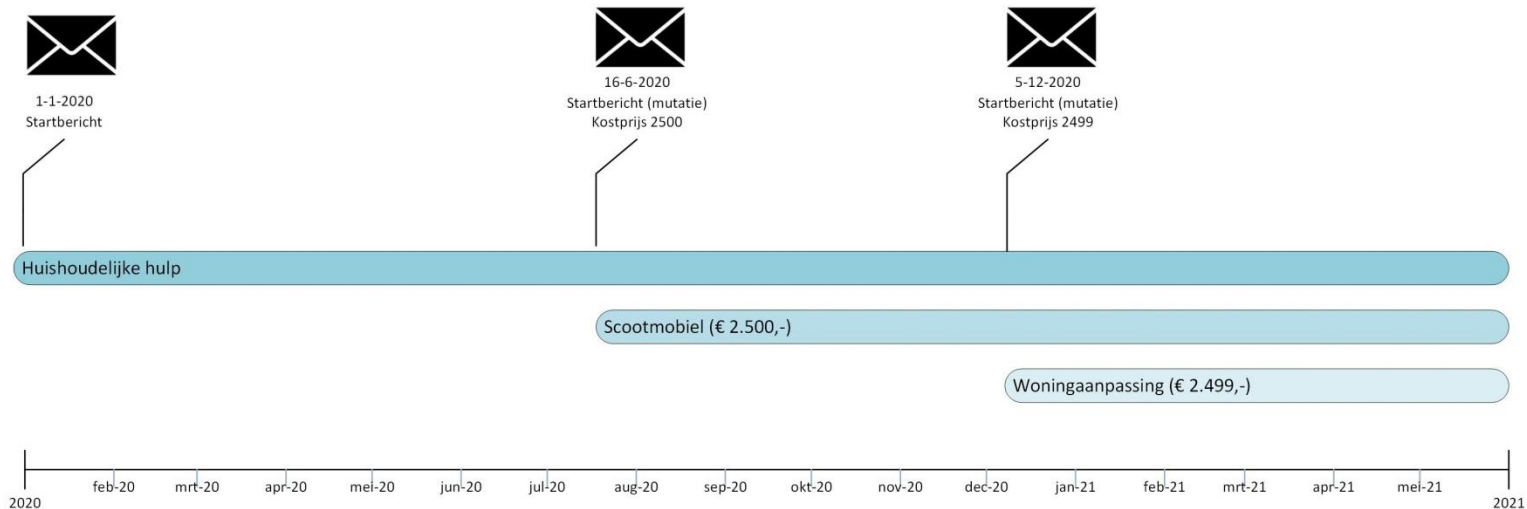 1-1-2020
Startbericht
16-6-2020
Startbericht (mutatie)
Kostprijs 2500
5-12-2020
Startbericht (mutatie)
Kostprijs 2499
Huishoudelijke hulp
Scootmobiel (€ 2.500,-)
Woningaanpassing (€ 2.499,-)
feb-20 mrt-20 apr-20 mei-20 jun-20 jul-20 aug-20 sep-20 okt-20 nov-20 dec-20 jan-21 feb-21 mrt-21 apr-21 mei-21
2020 2021